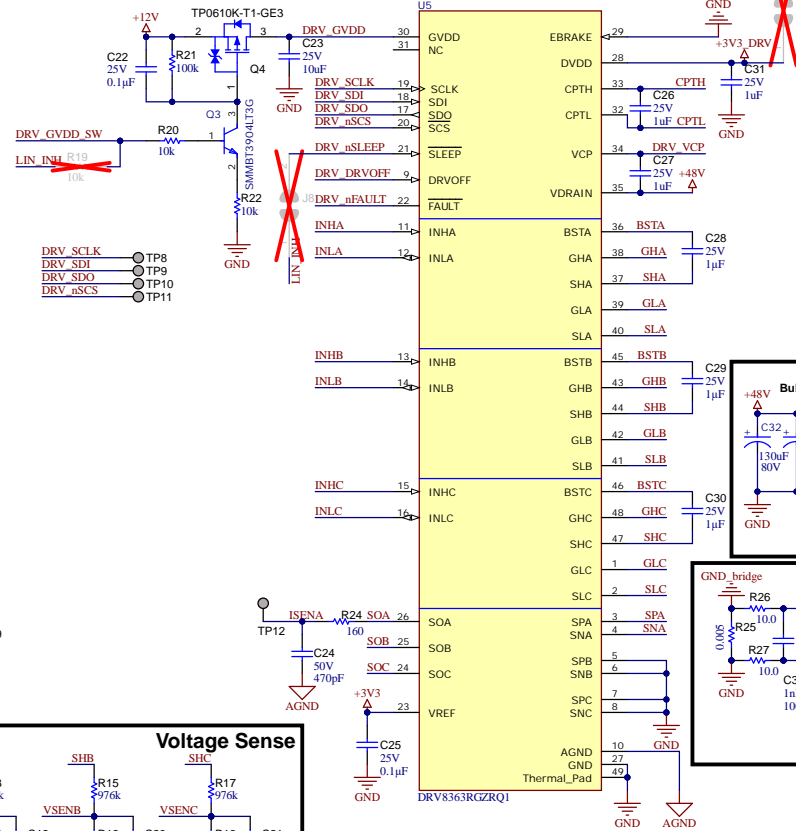 U5
GND
TP0610K-T1-GE3
+12V
2
3
DRV_GVDD
30
GVDD
31
NC
EBRAKE
29
DVDD
28
+3V3_DRV
C22
25V
0.1µF
R21
100k
Q4
1
C23
25V
10uF
GND
C31
25V
1uF
GND
DRV_SCLK
19
SCLK
DRV_SDI
18
SDI
DRV_SDO
17
SDO
DRV_nSCS
20
SCS
CPTH
33
CPTH
C26
25V
1uF
CPTL
32
CPTL
Q3
3
1
2
SMMBT3904LT3G
DRV_GVDD_SW
R20
10k
LIN_INH
R19
10k
R22
10k
GND
DRV_nSLEEP
21
SLEEP
DRV_DRVOFF
9
DRVOFF
J8
DRV_nFAULT
22
FAULT
LIN_INH
VCP
34
DRV_VCP
C27
25V
1uF
+48V
VDRAIN
35
INHA
11
INHA
INLA
12
INLA
BSTA
36
BSTA
GHA
38
GHA
SHA
37
SHA
GLA
39
GLA
SLA
40
SLA
C28
25V
1µF
DRV_SCLK
TP8
DRV_SDI
TP9
DRV_SDO
TP10
DRV_nSCS
TP11
INHB
13
INHB
INLB
14
INLB
BSTB
45
BSTB
GHB
43
GHB
SHB
44
SHB
GLB
42
GLB
SLB
41
SLB
C29
25V
1µF
Bu
+48V
C32
+
+
130uF
80V
GND
INHC
15
INHC
INLC
16
INLC
BSTC
46
BSTC
GHC
48
GHC
SHC
47
SHC
GLC
1
GLC
SLC
2
SLC
C30
25V
1µF
GND_bridge
R26
10.0
0.005
R25
R27
10.0
GND
C3
1n
10
TP12
ISENA
R24
160
SOA
26
SOA
SOB
25
SOB
SOC
24
SOC
C24
50V
470pF
AGND
SPA
3
SPA
SNA
4
SNA
SPB
5
SNB
6
SPC
7
SNC
8
GND
+3V3
23
VREF
C25
25V
0.1µF
GND
AGND
10
GND
27
Thermal_Pad
49
DRV8363RGZRQ1
GND
AGND
Voltage Sense
SHB
R15
976k
VSENB
SHC
R17
976k
VSENC